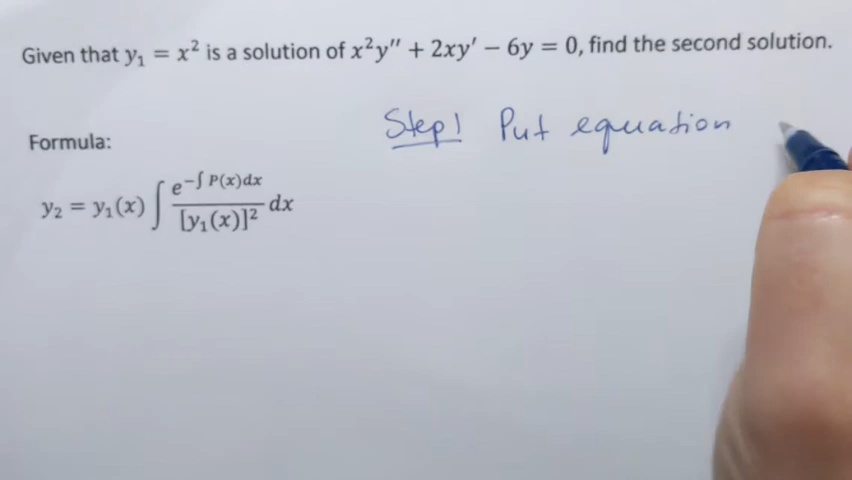 Given that y₁ = x² is a solution of x²y″ + 2xy′ − 6y = 0, find the second solution.
Step 1 Put equation
Formula:
y₂ = y₁(x) ∫ e^(−∫ P(x)dx) / [y₁(x)]² dx